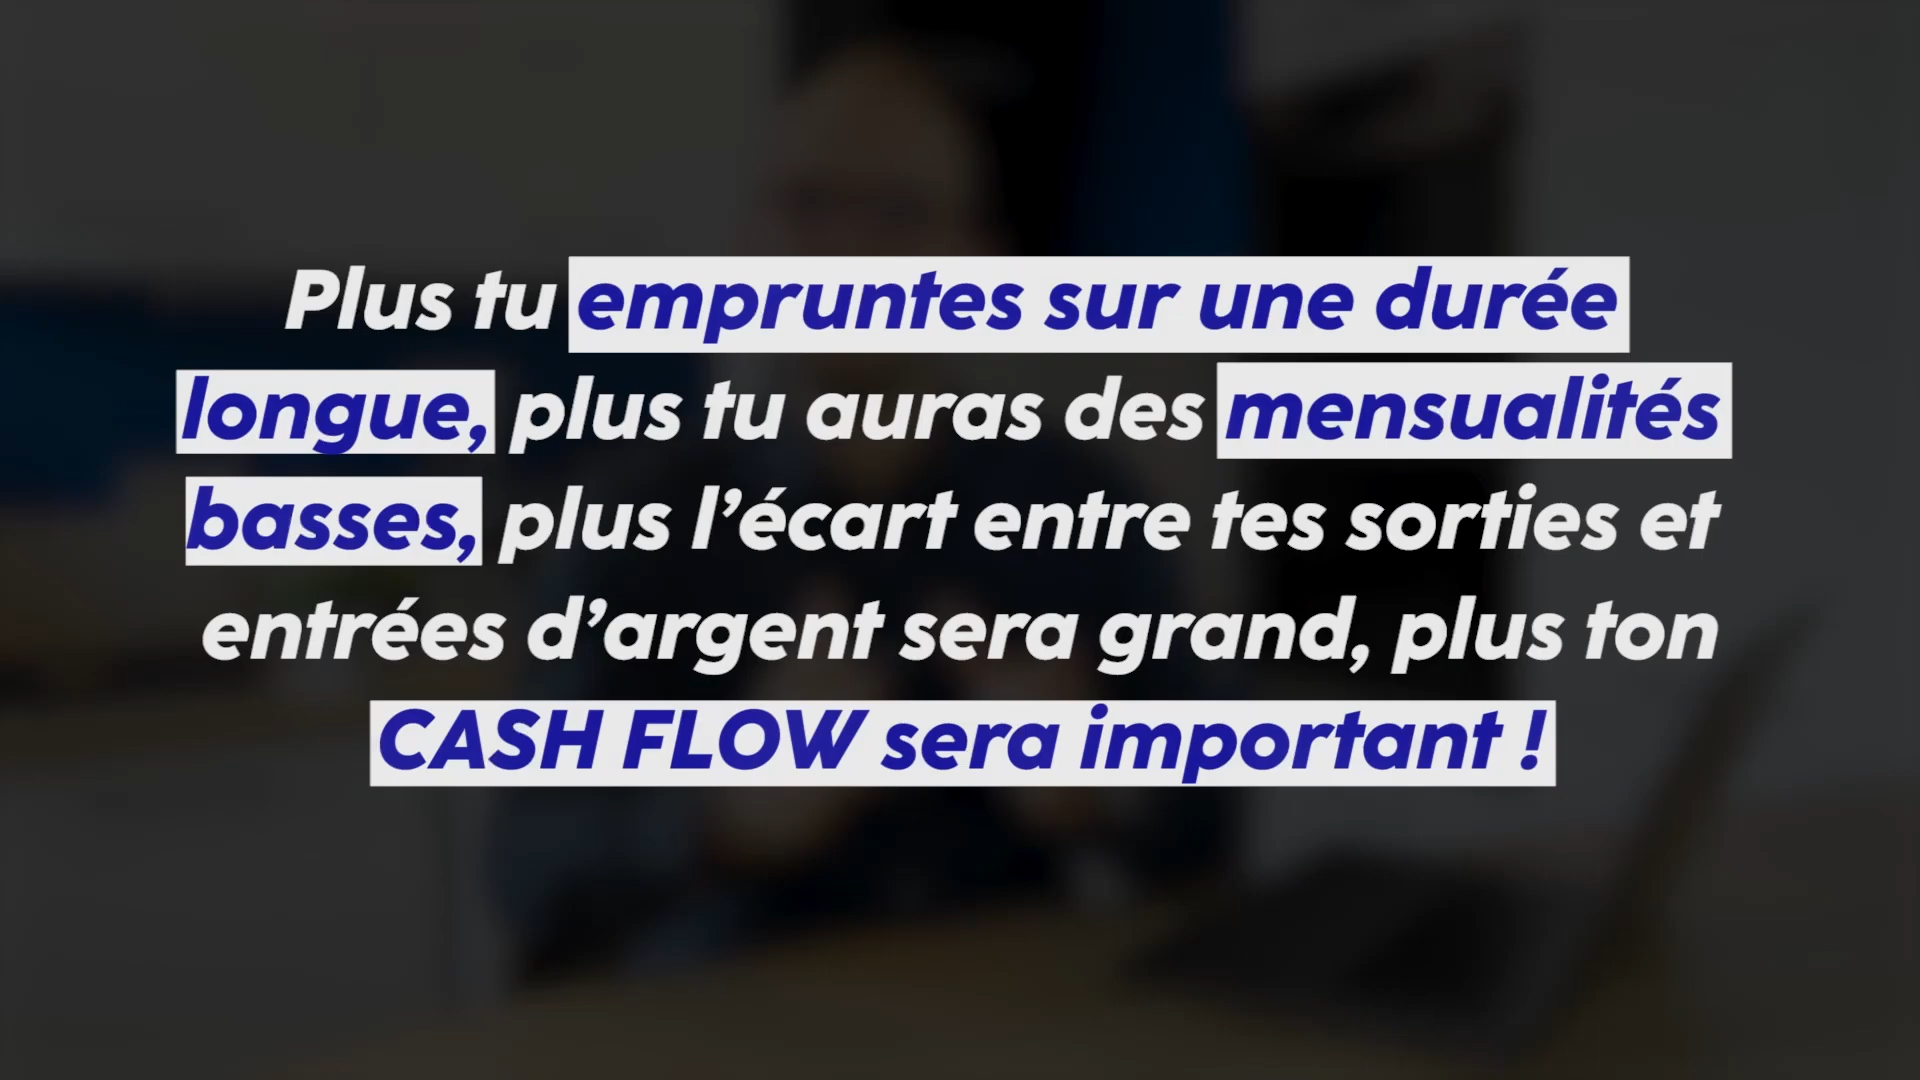 Plus tu empruntes sur une durée
longue, plus tu auras des mensualités
basses, plus l’écart entre tes sorties et
entrées d’argent sera grand, plus ton
CASH FLOW sera important !